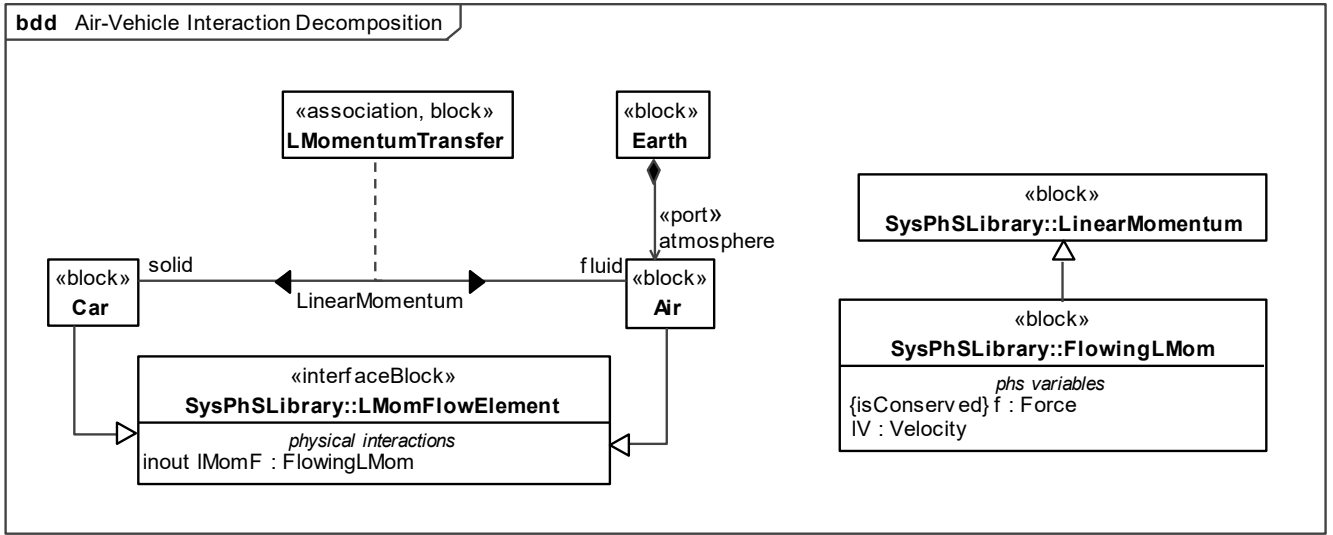 bdd Air-Vehicle Interaction Decomposition
«association, block»
LMomentumTransfer
«block»
Earth
«port»
atmosphere
«block»
SysPhSLibrary::LinearMomentum
«block»
Car
solid
LinearMomentum
fluid
«block»
Air
«block»
SysPhSLibrary::FlowingLMom
phs variables
{isConserved} f : Force
lV : Velocity
«interfaceBlock»
SysPhSLibrary::LMomFlowElement
physical interactions
inout lMomF : FlowingLMom